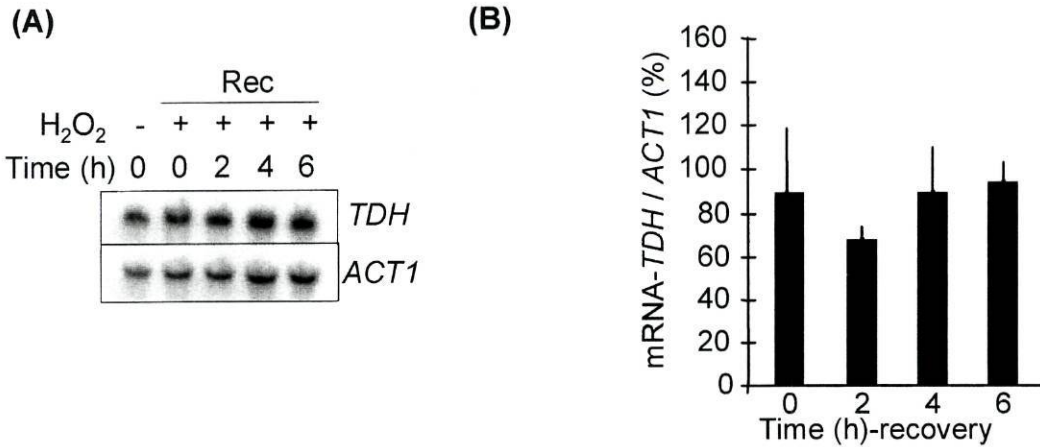 (A)
Rec
H₂O₂ - + + + +
Time (h) 0 0 2 4 6
TDH
ACT1
(B)
mRNA-TDH / ACT1 (%)
160
140
120
100
80
60
40
20
0
0 2 4 6
Time (h)-recovery